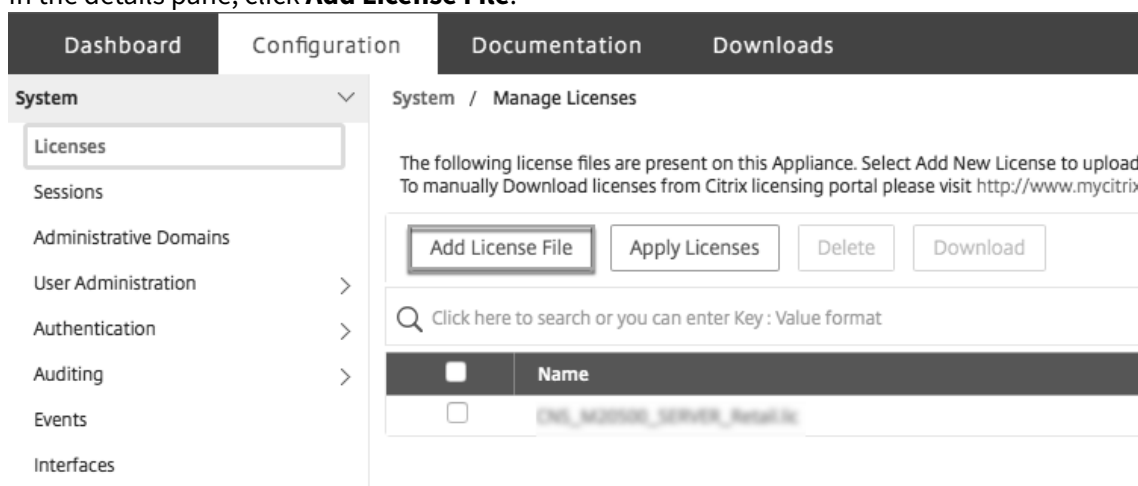 In the details pane, click Add License File.
Dashboard Configuration Documentation Downloads
System
System / Manage Licenses
Licenses
The following license files are present on this Appliance. Select Add New License to upload
To manually Download licenses from Citrix licensing portal please visit http://www.mycitrix
Sessions
Administrative Domains
Add License File Apply Licenses Delete Download
User Administration
Click here to search or you can enter Key : Value format
Authentication
Auditing
Name
Events
Interfaces